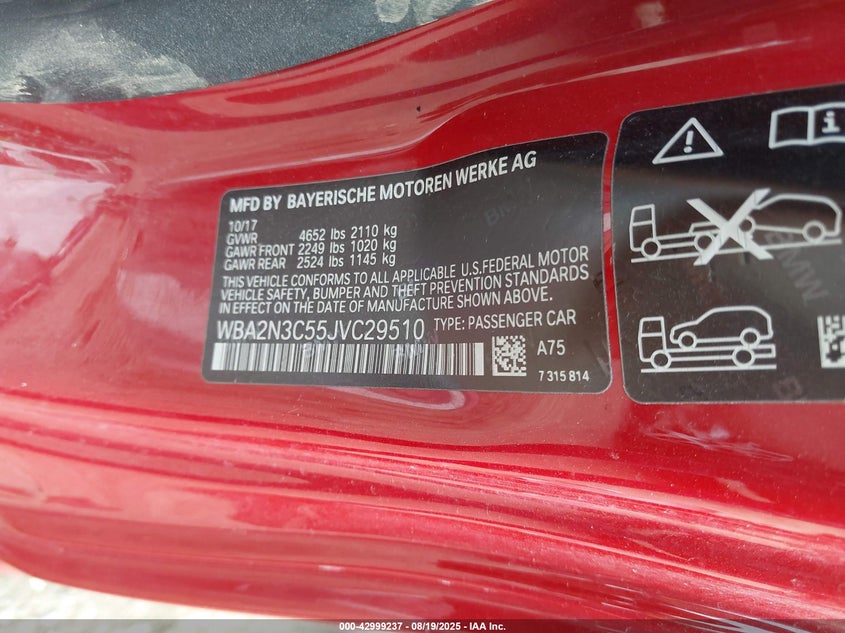 MFD BY BAYERISCHE MOTOREN WERKE AG
10/17
GVWR 4652 lbs 2110 kg
GAWR FRONT 2249 lbs 1020 kg
GAWR REAR 2524 lbs 1145 kg
THIS VEHICLE CONFORMS TO ALL APPLICABLE U.S.FEDERAL MOTOR
VEHICLE SAFETY, BUMPER AND THEFT PREVENTION STANDARDS
IN EFFECT ON THE DATE OF MANUFACTURE SHOWN ABOVE.
WBA2N3C55JVC29510 TYPE: PASSENGER CAR
A75
7 315 814
BMW
000-42999237 - 08/19/2025 - IAA Inc.